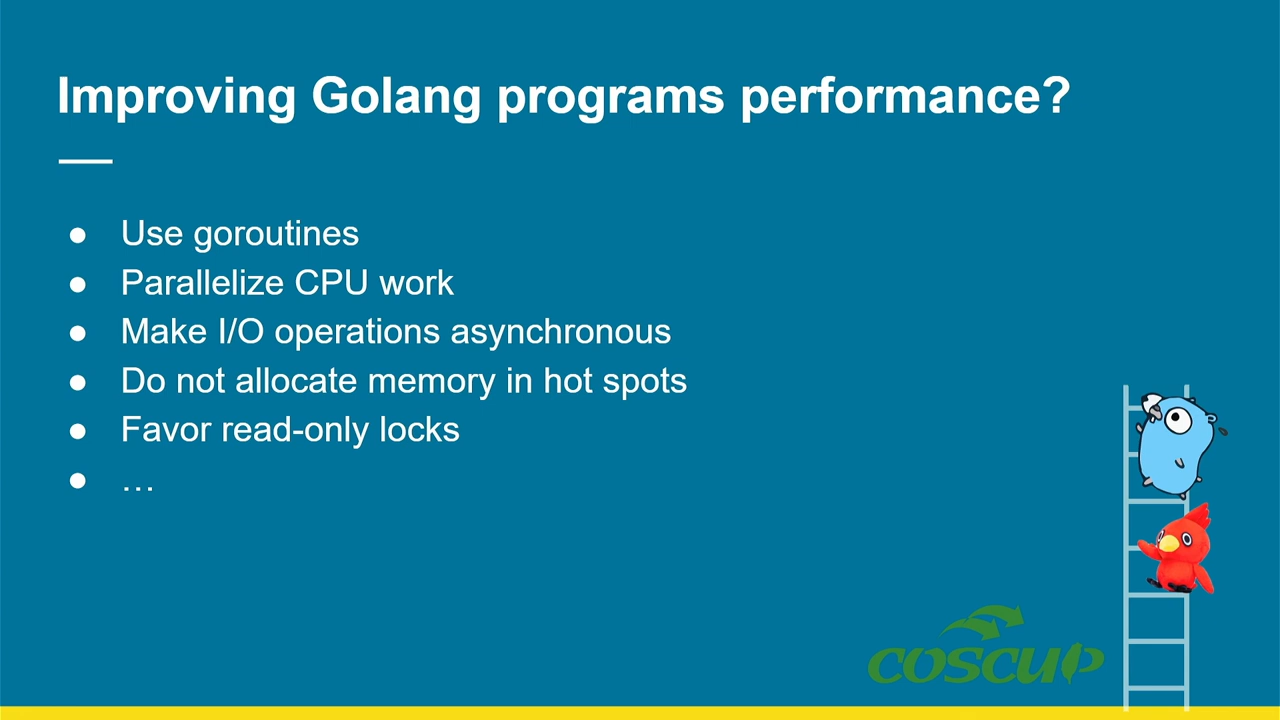 Improving Golang programs performance?
● Use goroutines
● Parallelize CPU work
● Make I/O operations asynchronous
● Do not allocate memory in hot spots
● Favor read-only locks
● …
coscup